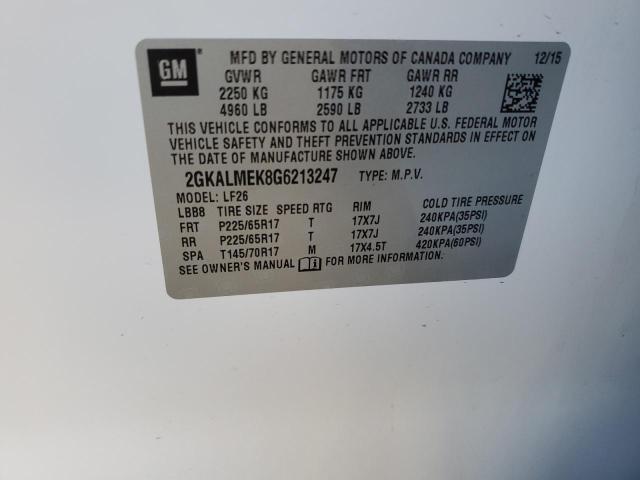 GM
MFD BY GENERAL MOTORS OF CANADA COMPANY 12/15
GVWR GAWR FRT GAWR RR
2250 KG 1175 KG 1240 KG
4960 LB 2590 LB 2733 LB
THIS VEHICLE CONFORMS TO ALL APPLICABLE U.S. FEDERAL MOTOR
VEHICLE SAFETY AND THEFT PREVENTION STANDARDS IN EFFECT ON
THE DATE OF MANUFACTURE SHOWN ABOVE.
2GKALMEK8G6213247 TYPE: M.P.V.
MODEL: LF26
LBB8 TIRE SIZE SPEED RTG RIM COLD TIRE PRESSURE
FRT P225/65R17 T 17X7J 240KPA(35PSI)
RR P225/65R17 T 17X7J 240KPA(35PSI)
SPA T145/70R17 M 17X4.5T 420KPA(60PSI)
SEE OWNER'S MANUAL FOR MORE INFORMATION.